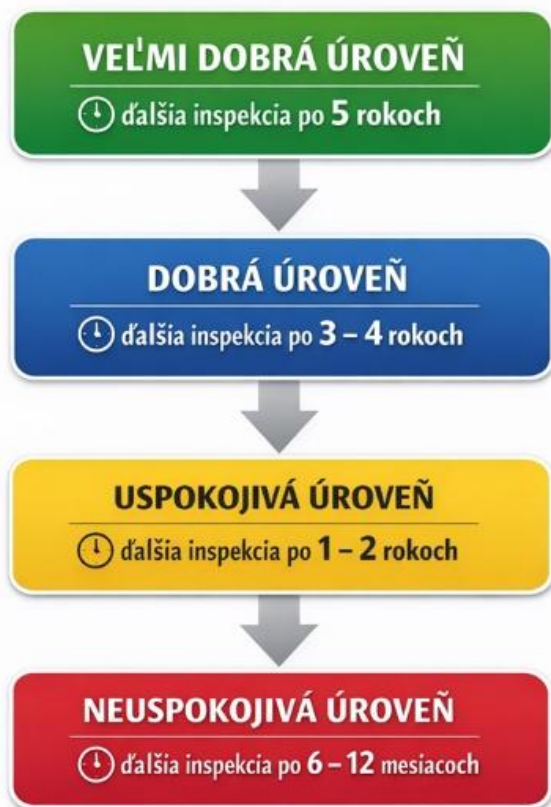 VEĽMI DOBRÁ ÚROVEŇ
ďalšia inspekcia po 5 rokoch
DOBRÁ ÚROVEŇ
ďalšia inspekcia po 3 – 4 rokoch
USPOKOJIVÁ ÚROVEŇ
ďalšia inspekcia po 1 – 2 rokoch
NEUSPOKOJIVÁ ÚROVEŇ
ďalšia inspekcia po 6 – 12 mesiacoch